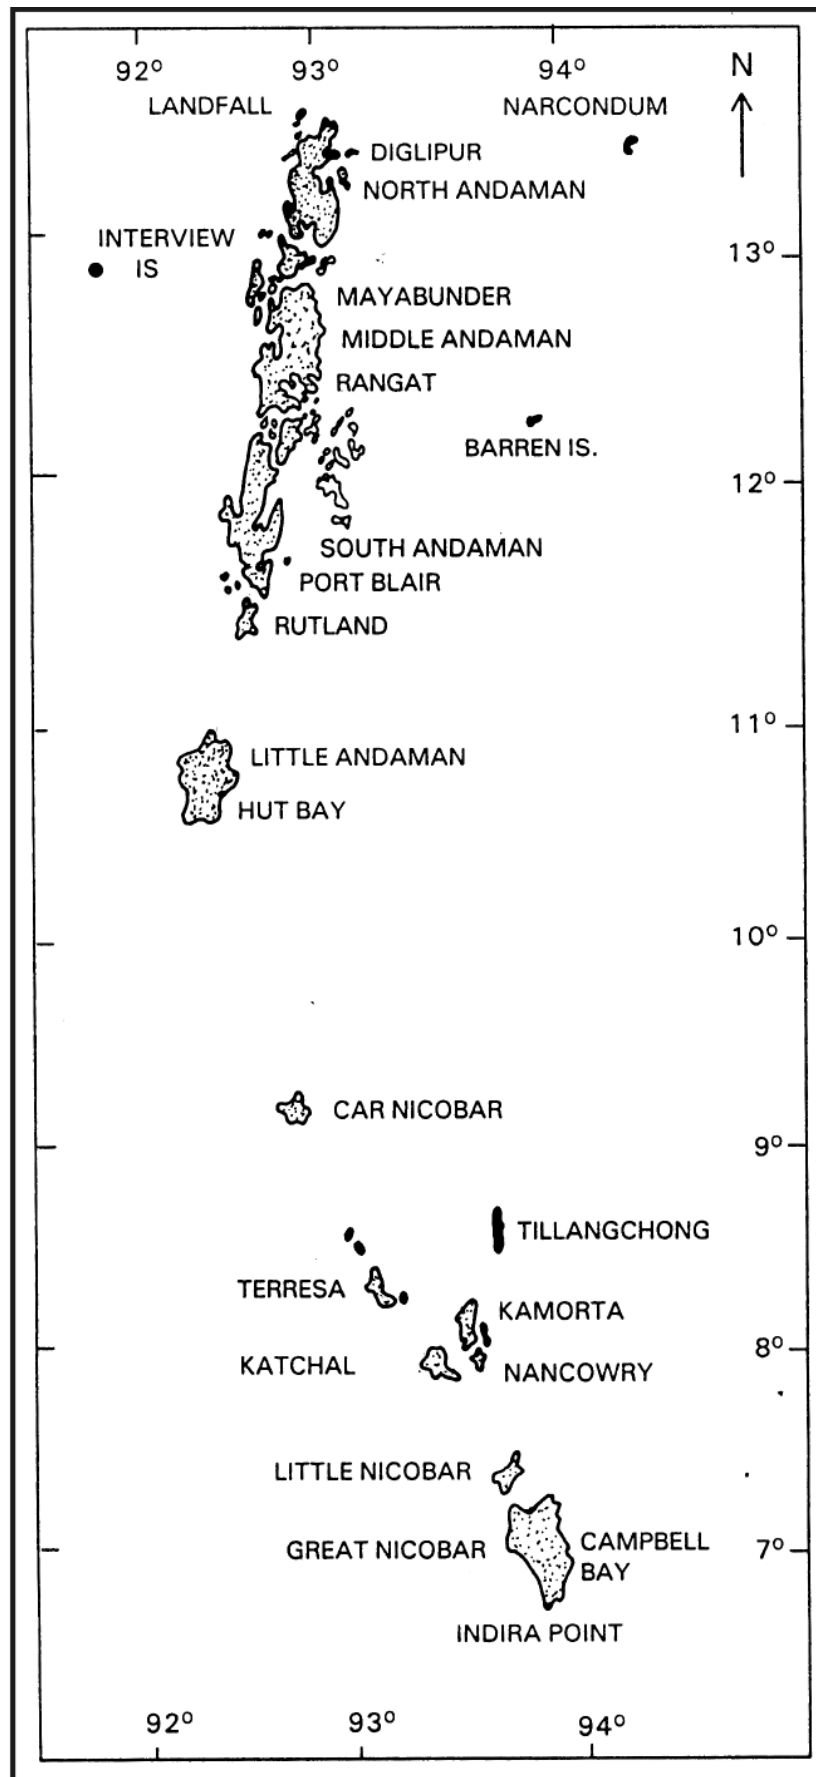 92° 93° 94° N
LANDFALL NARCONDUM
DIGLIPUR
NORTH ANDAMAN
INTERVIEW
IS
13°
MAYABUNDER
MIDDLE ANDAMAN
RANGAT
BARREN IS.
12°
SOUTH ANDAMAN
PORT BLAIR
RUTLAND
11°
LITTLE ANDAMAN
HUT BAY
10°
CAR NICOBAR
9°
TILLANGCHONG
TERRESA
KAMORTA
8°
KATCHAL
NANCOWRY
LITTLE NICOBAR
GREAT NICOBAR
CAMPBELL
BAY
7°
INDIRA POINT
92° 93° 94°